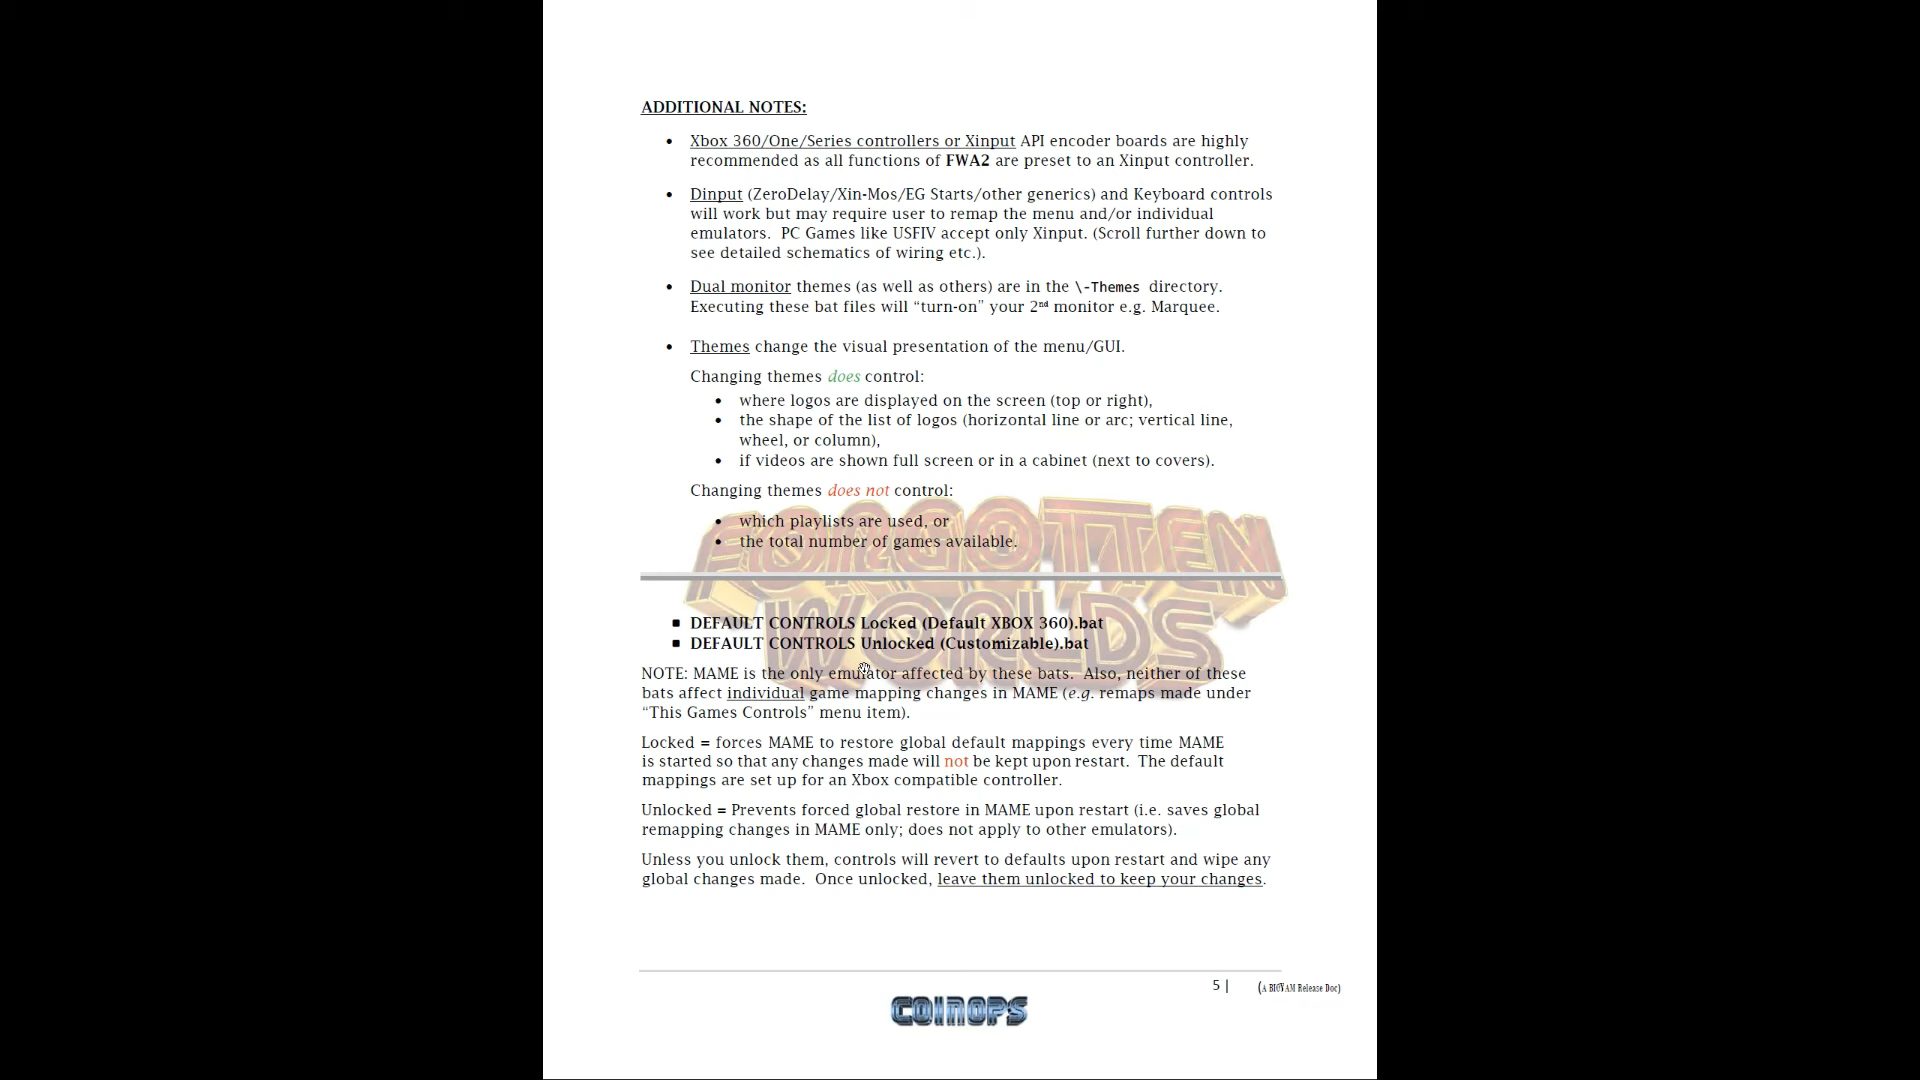 ADDITIONAL NOTES:
• Xbox 360/One/Series controllers or Xinput API encoder boards are highly
recommended as all functions of FWA2 are preset to an Xinput controller.
• Dinput (ZeroDelay/Xin-Mos/EG Starts/other generics) and Keyboard controls
will work but may require user to remap the menu and/or individual
emulators. PC Games like USFIV accept only Xinput. (Scroll further down to
see detailed schematics of wiring etc.).
• Dual monitor themes (as well as others) are in the \-Themes directory.
Executing these bat files will “turn-on” your 2nd monitor e.g. Marquee.
• Themes change the visual presentation of the menu/GUI.
Changing themes does control:
• where logos are displayed on the screen (top or right),
• the shape of the list of logos (horizontal line or arc; vertical line,
wheel, or column),
• if videos are shown full screen or in a cabinet (next to covers).
Changing themes does not control:
• which playlists are used, or
• the total number of games available.
FORGOTTEN
WORLDS
▪ DEFAULT CONTROLS Locked (Default XBOX 360).bat
▪ DEFAULT CONTROLS Unlocked (Customizable).bat
NOTE: MAME is the only emulator affected by these bats. Also, neither of these
bats affect individual game mapping changes in MAME (e.g. remaps made under
“This Games Controls” menu item).
Locked = forces MAME to restore global default mappings every time MAME
is started so that any changes made will not be kept upon restart. The default
mappings are set up for an Xbox compatible controller.
Unlocked = Prevents forced global restore in MAME upon restart (i.e. saves global
remapping changes in MAME only; does not apply to other emulators).
Unless you unlock them, controls will revert to defaults upon restart and wipe any
global changes made. Once unlocked, leave them unlocked to keep your changes.
5 | (A BIGYAM Release Doc)
COINOPS